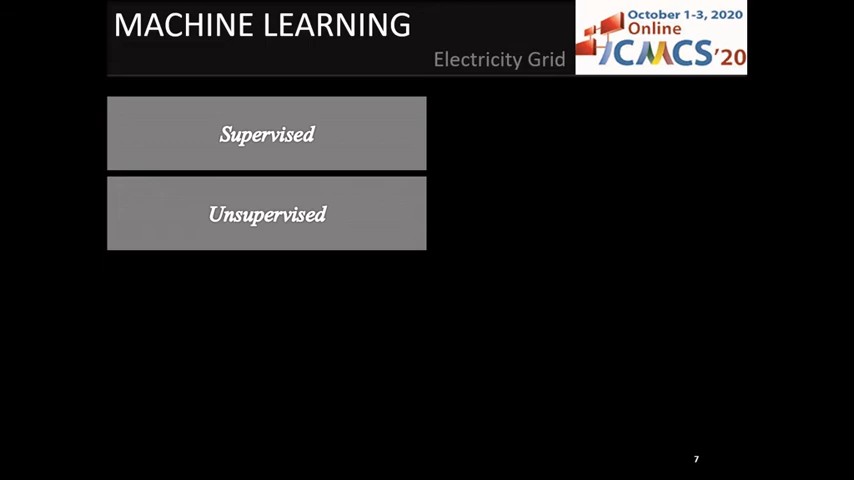 MACHINE LEARNING
Electricity Grid
October 1-3, 2020
Online
ICMCS'20
Supervised
Unsupervised
7